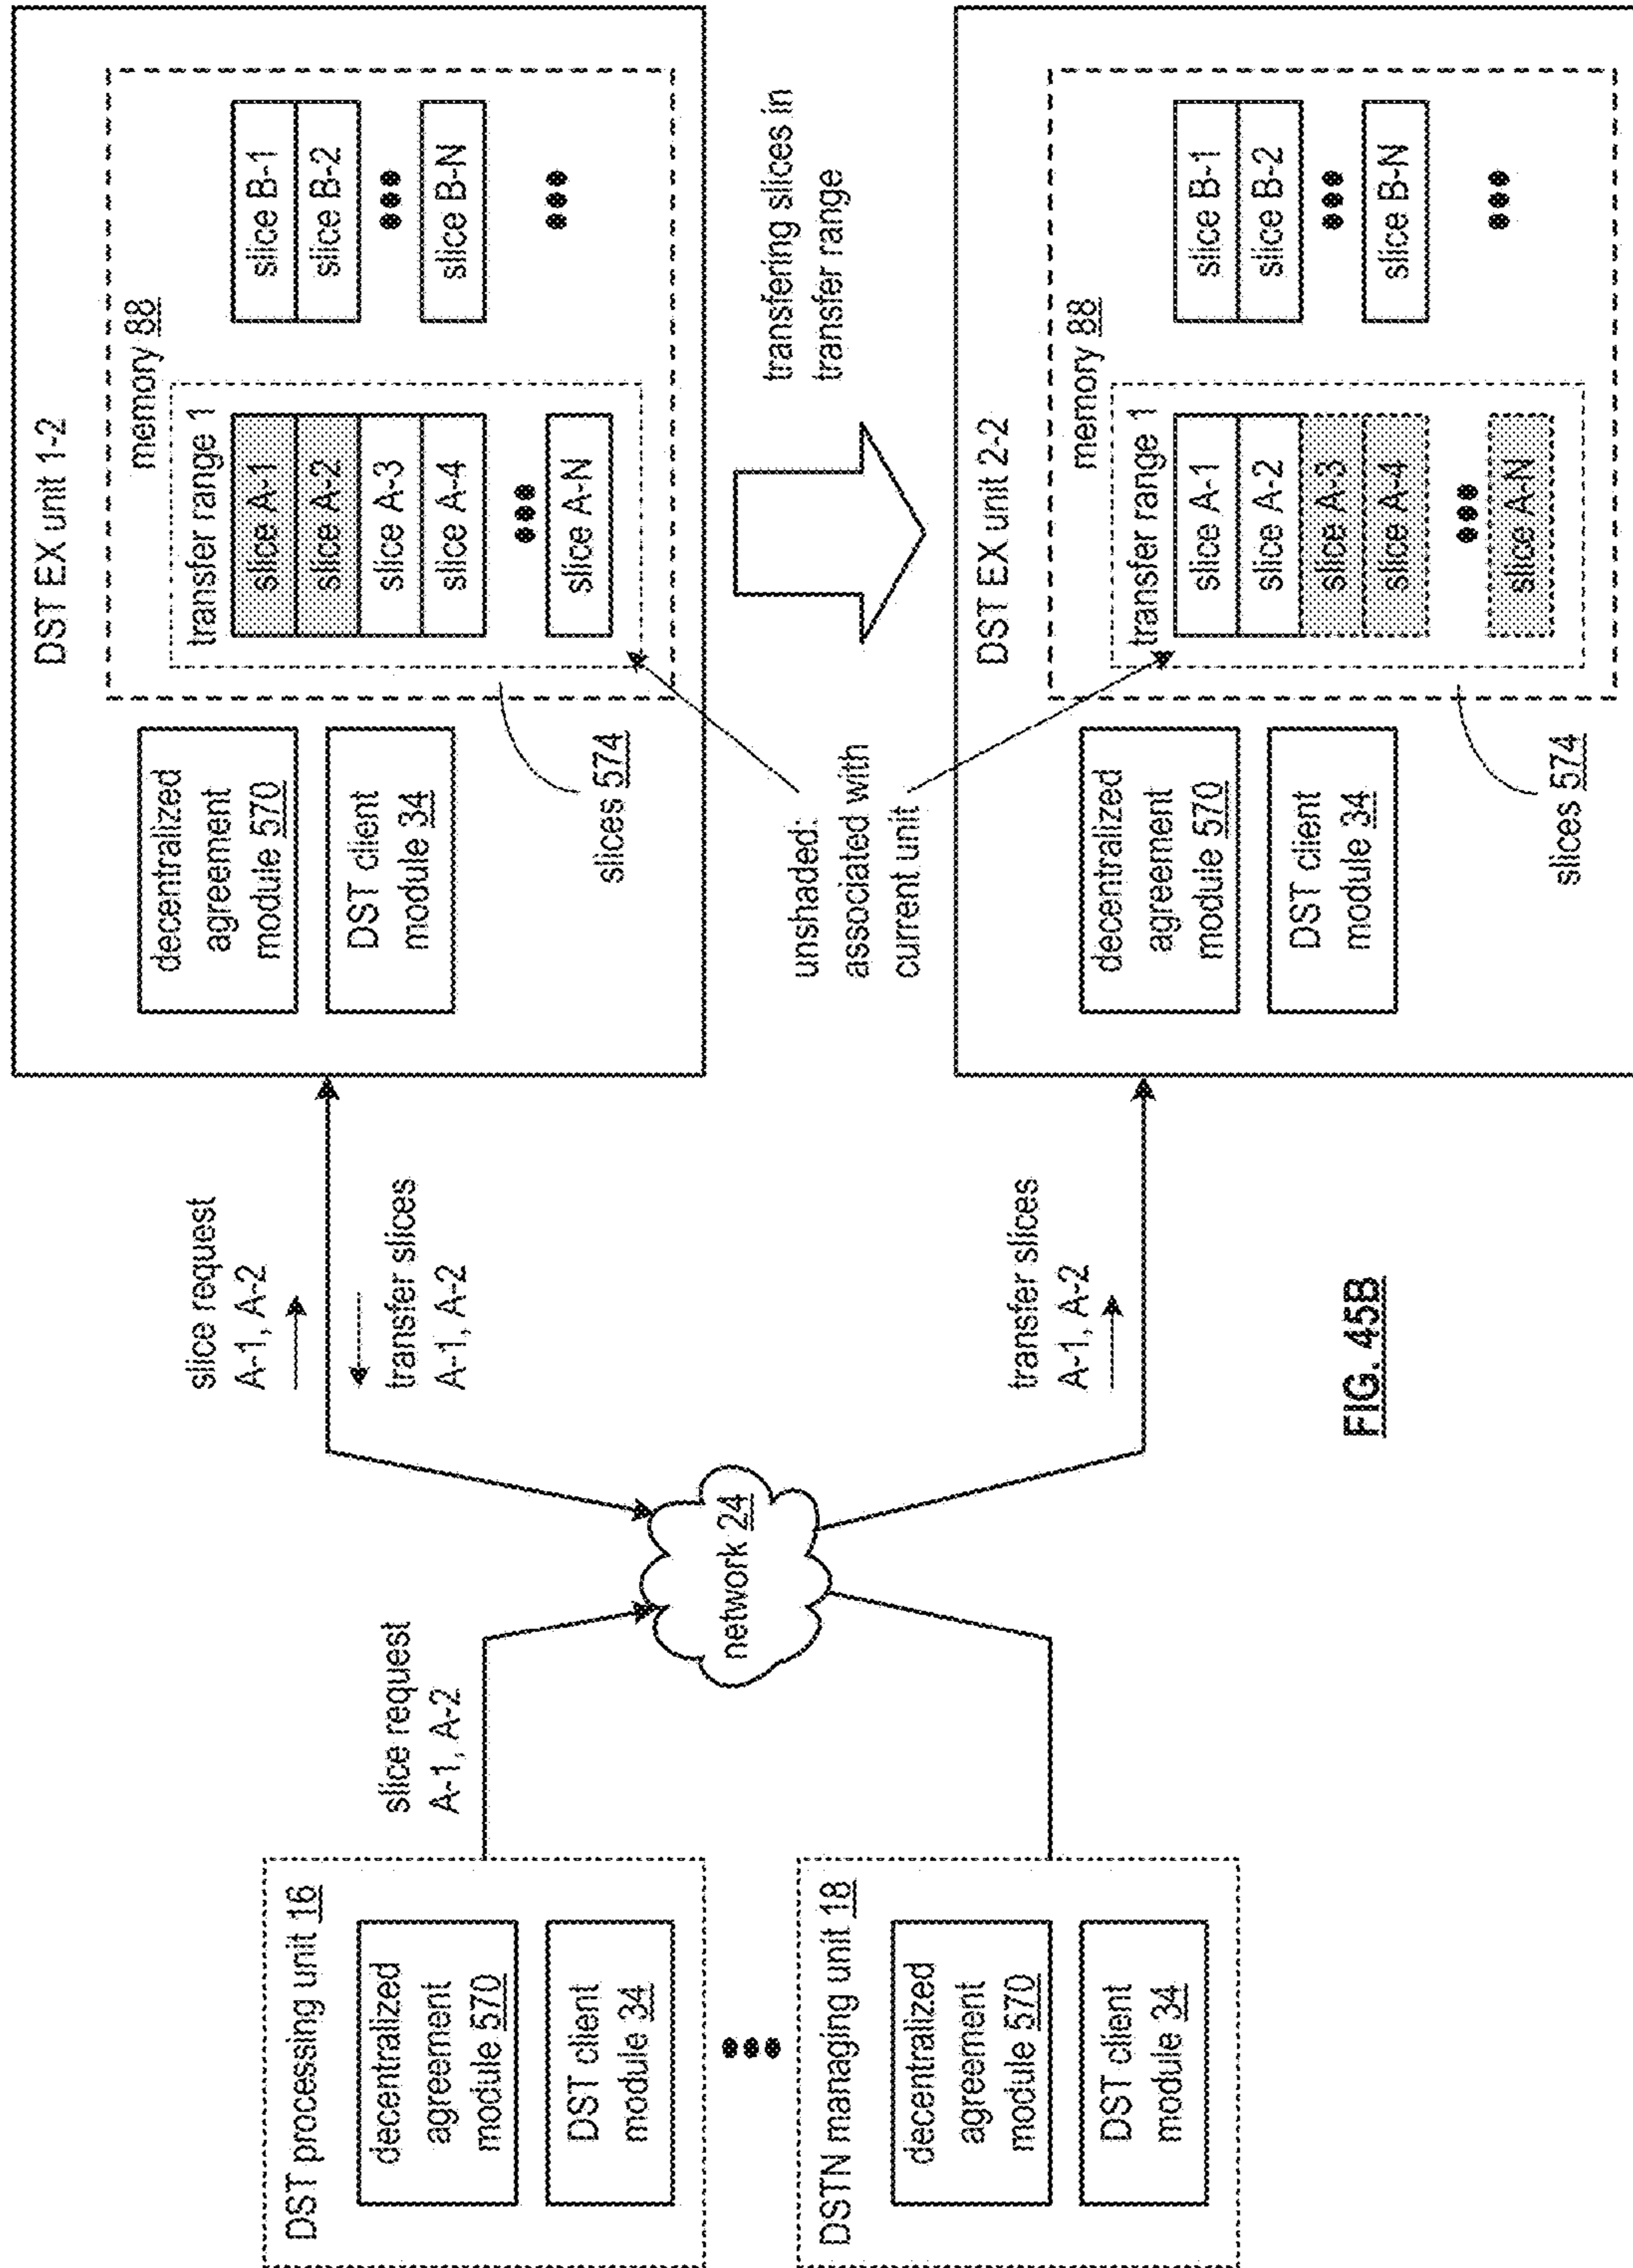 DST processing unit 16
decentralized
agreement
module 570
DST client
module 34
DSTN managing unit 18
decentralized
agreement
module 570
DST client
module 34
slice request
A-1, A-2
network 24
slice request
A-1, A-2
transfer slices
A-1, A-2
transfer slices
A-1, A-2
DST EX unit 1-2
decentralized
agreement
module 570
DST client
module 34
slices 574
memory 88
transfer range 1
slice A-1
slice A-2
slice A-3
slice A-4
slice A-N
slice B-1
slice B-2
slice B-N
unshaded:
associated with
current unit
transfering slices in
transfer range
DST EX unit 2-2
decentralized
agreement
module 570
DST client
module 34
slices 574
memory 88
transfer range 1
slice A-1
slice A-2
slice A-3
slice A-4
slice A-N
slice B-1
slice B-2
slice B-N
FIG. 45B